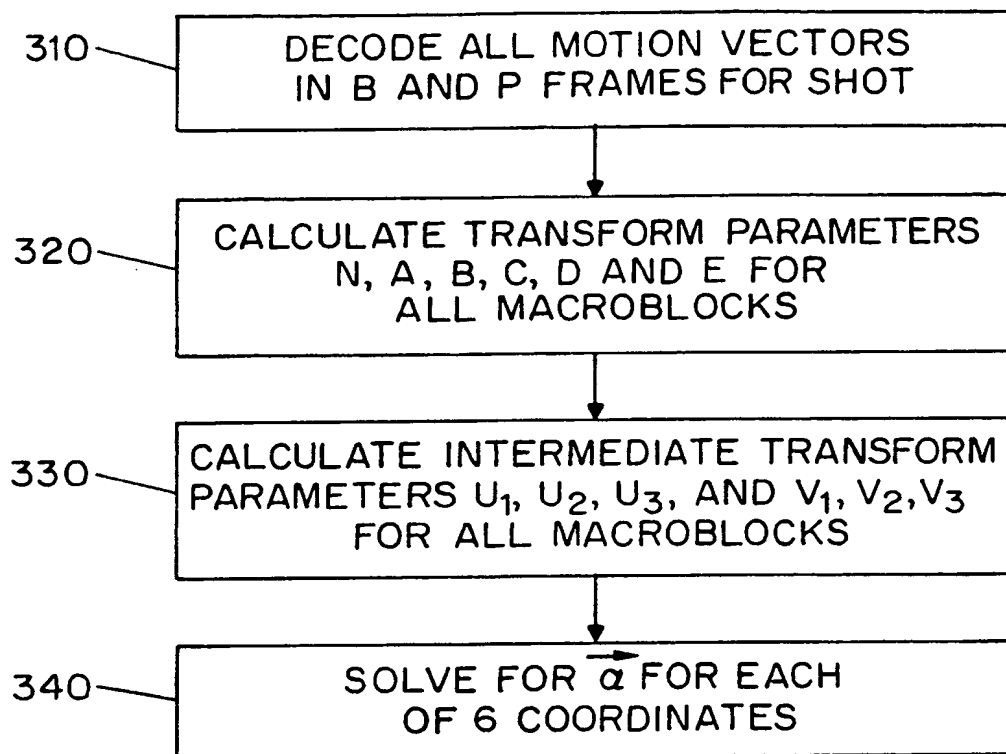 310
DECODE ALL MOTION VECTORS
IN B AND P FRAMES FOR SHOT
320
CALCULATE TRANSFORM PARAMETERS
N, A, B, C, D AND E FOR
ALL MACROBLOCKS
330
CALCULATE INTERMEDIATE TRANSFORM
PARAMETERS U₁, U₂, U₃, AND V₁, V₂,V₃
FOR ALL MACROBLOCKS
340
SOLVE FOR α⃗ FOR EACH
OF 6 COORDINATES